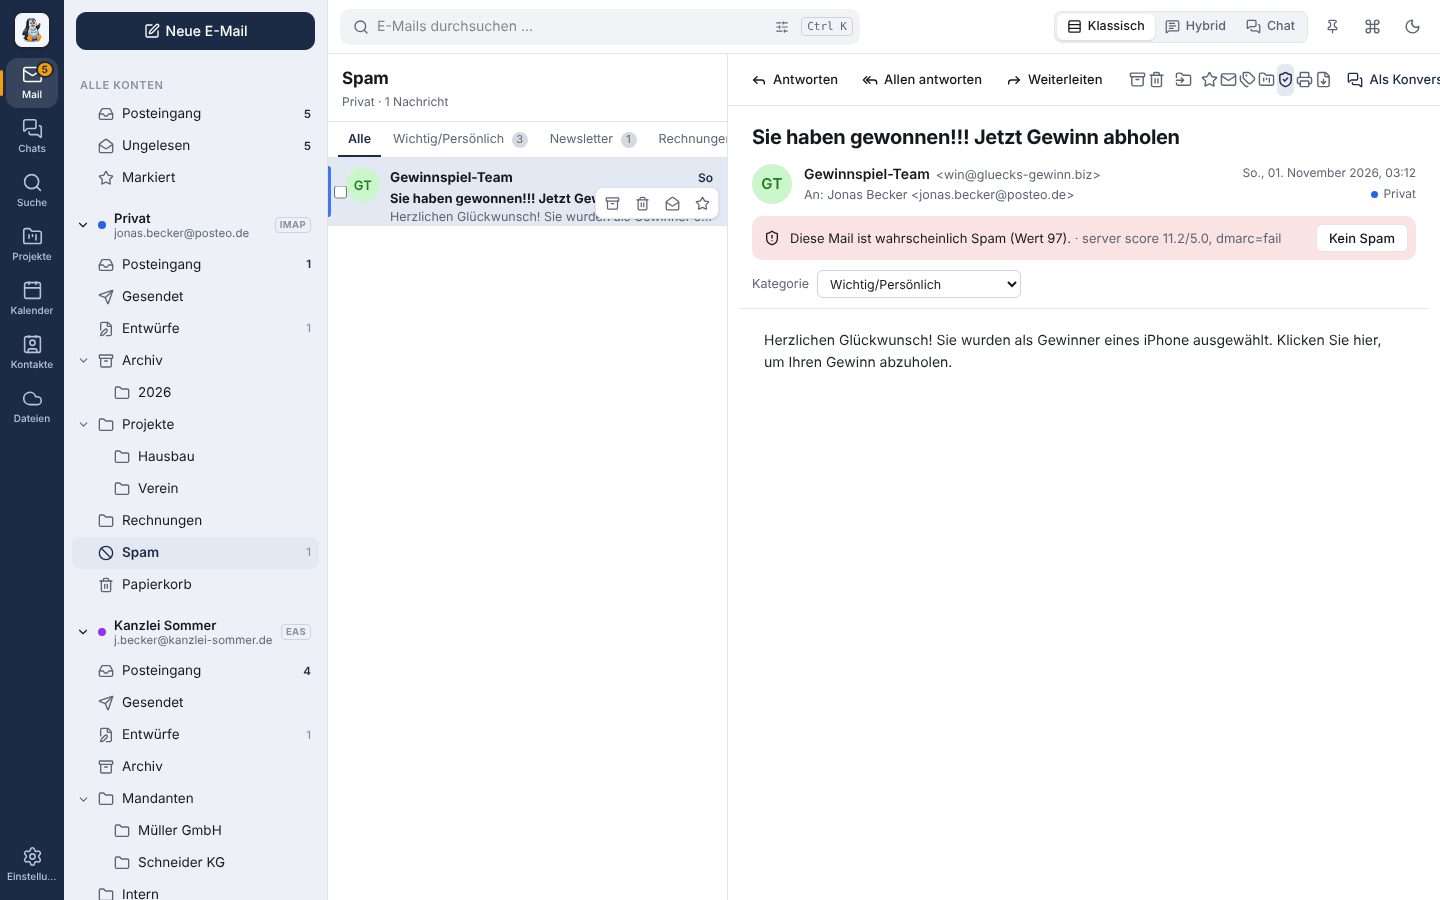 Neue E-Mail
E-Mails durchsuchen ...
Ctrl K
Klassisch
Hybrid
Chat
5
Mail
Chats
Suche
Projekte
Kalender
Kontakte
Dateien
Einstellu...
ALLE KONTEN
Posteingang 5
Ungelesen 5
Markiert
Privat
jonas.becker@posteo.de
IMAP
Posteingang 1
Gesendet
Entwürfe 1
Archiv
2026
Projekte
Hausbau
Verein
Rechnungen
Spam 1
Papierkorb
Kanzlei Sommer
j.becker@kanzlei-sommer.de
EAS
Posteingang 4
Gesendet
Entwürfe 1
Archiv
Mandanten
Müller GmbH
Schneider KG
Intern
Spam
Privat · 1 Nachricht
Alle Wichtig/Persönlich 3 Newsletter 1 Rechnungen
GT
Gewinnspiel-Team So
Sie haben gewonnen!!! Jetzt Gew
Herzlichen Glückwunsch! Sie wurden als Gewinner e...
Antworten
Allen antworten
Weiterleiten
Als Konvers
Sie haben gewonnen!!! Jetzt Gewinn abholen
GT
Gewinnspiel-Team <win@gluecks-gewinn.biz>
So., 01. November 2026, 03:12
An: Jonas Becker <jonas.becker@posteo.de>
Privat
Diese Mail ist wahrscheinlich Spam (Wert 97). · server score 11.2/5.0, dmarc=fail
Kein Spam
Kategorie
Wichtig/Persönlich
Herzlichen Glückwunsch! Sie wurden als Gewinner eines iPhone ausgewählt. Klicken Sie hier,
um Ihren Gewinn abzuholen.